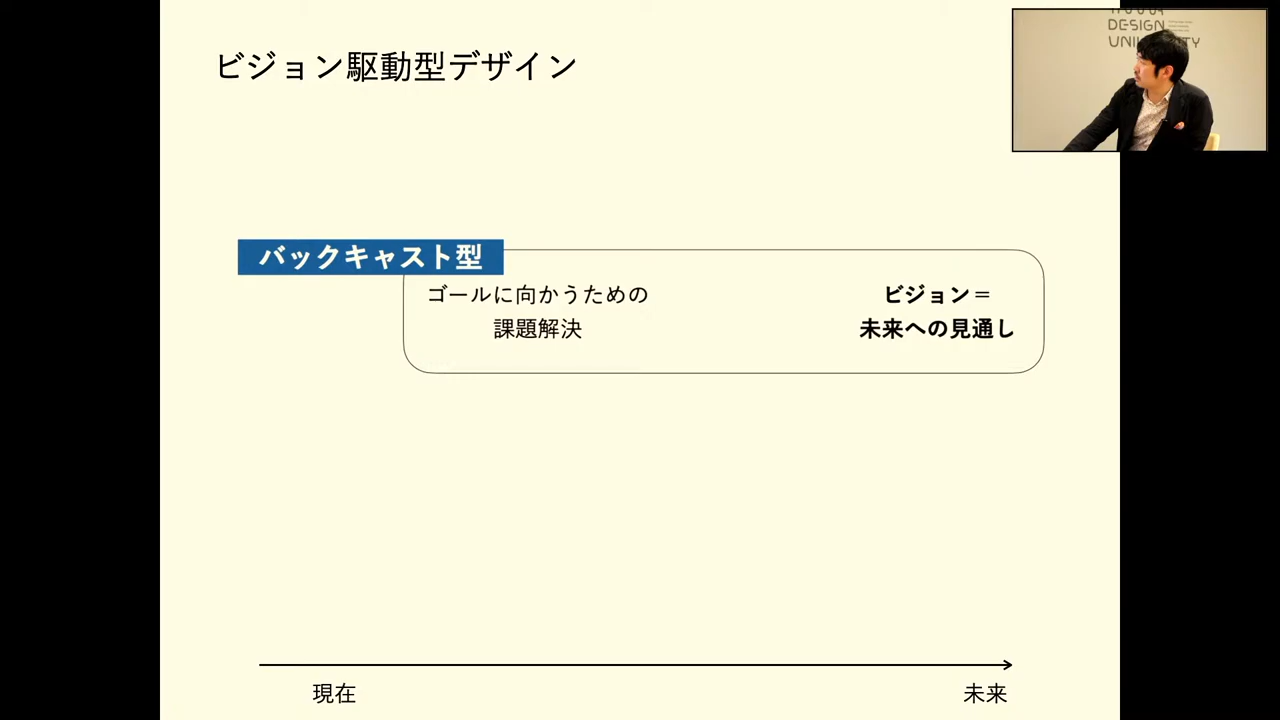 ビジョン駆動型デザイン
DESIGN
UNIVERSITY
バックキャスト型
ゴールに向かうための
課題解決
ビジョン＝
未来への見通し
現在
未来